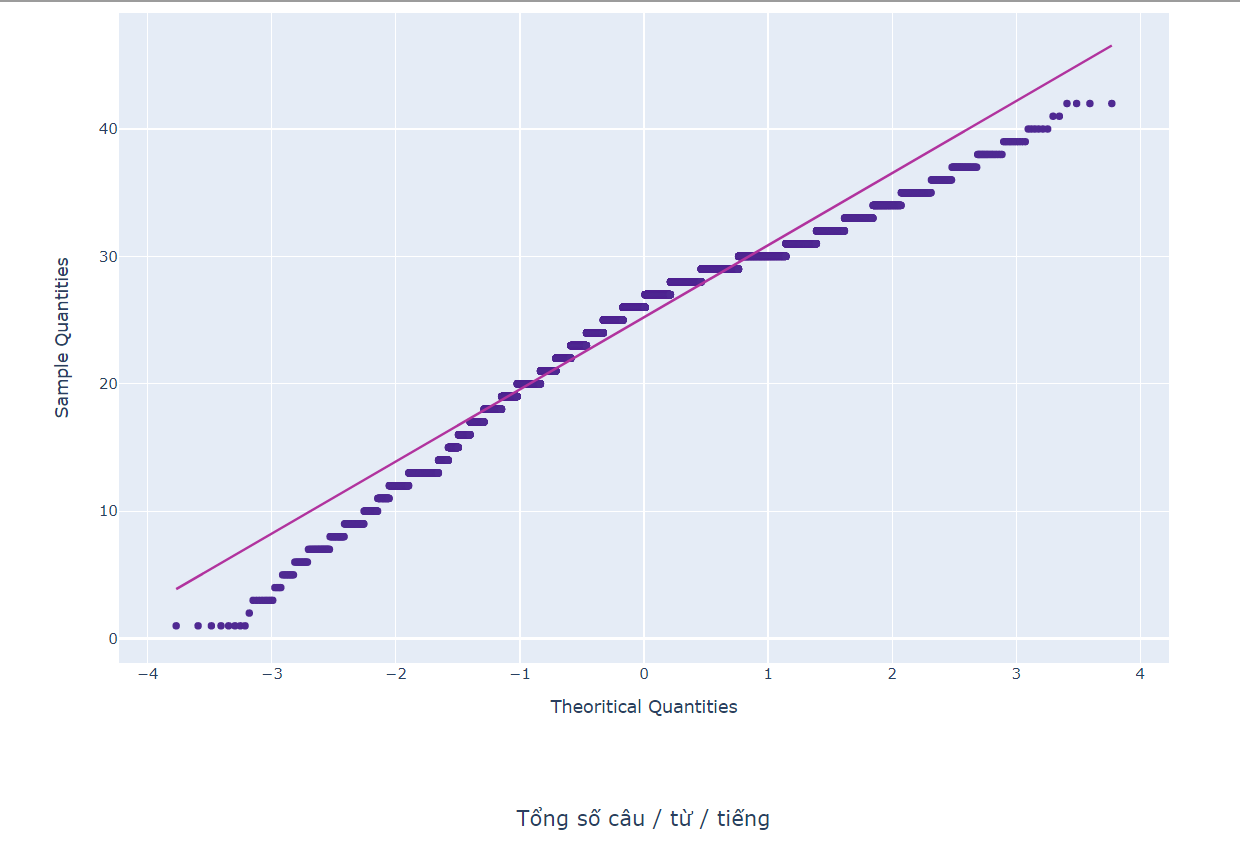 40
30
20
10
0
Sample Quantities
−4 −3 −2 −1 0 1 2 3 4
Theoritical Quantities
Tổng số câu / từ / tiếng